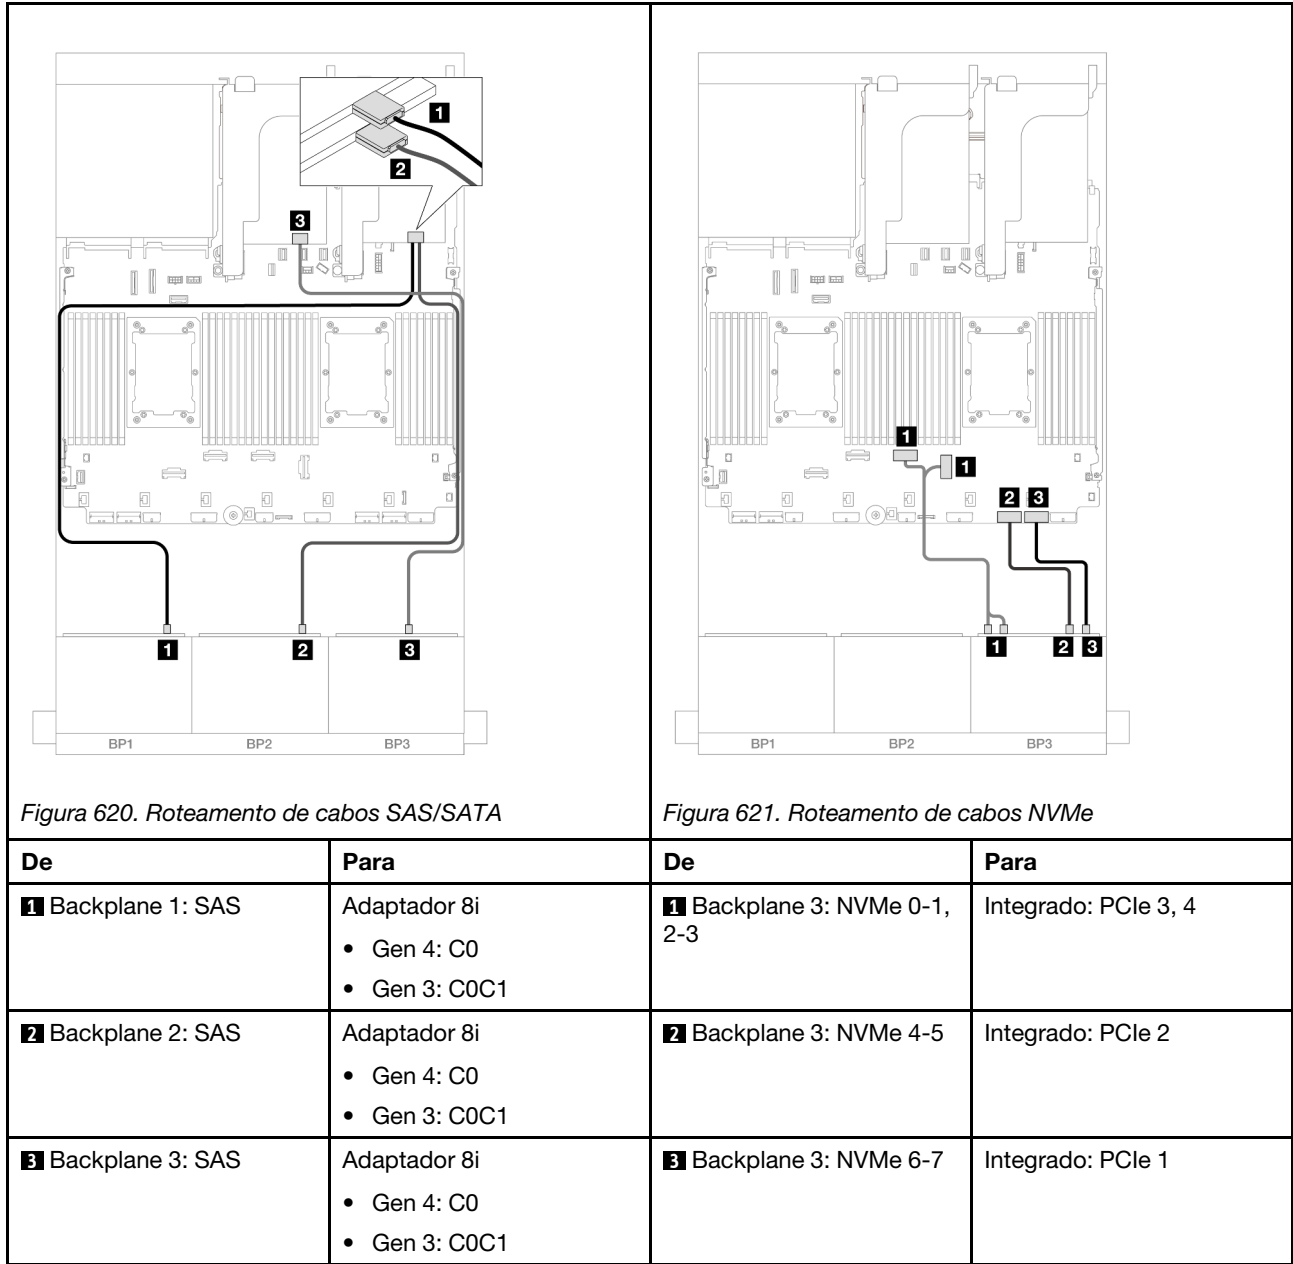 1
2
3
1
2
3
BP1
BP2
BP3
Figura 620. Roteamento de cabos SAS/SATA
1
1
2
3
1
2
3
BP1
BP2
BP3
Figura 621. Roteamento de cabos NVMe
De
Para
De
Para
1 Backplane 1: SAS
Adaptador 8i
• Gen 4: C0
• Gen 3: C0C1
1 Backplane 3: NVMe 0-1,
2-3
Integrado: PCIe 3, 4
2 Backplane 2: SAS
Adaptador 8i
• Gen 4: C0
• Gen 3: C0C1
2 Backplane 3: NVMe 4-5
Integrado: PCIe 2
3 Backplane 3: SAS
Adaptador 8i
• Gen 4: C0
• Gen 3: C0C1
3 Backplane 3: NVMe 6-7
Integrado: PCIe 1